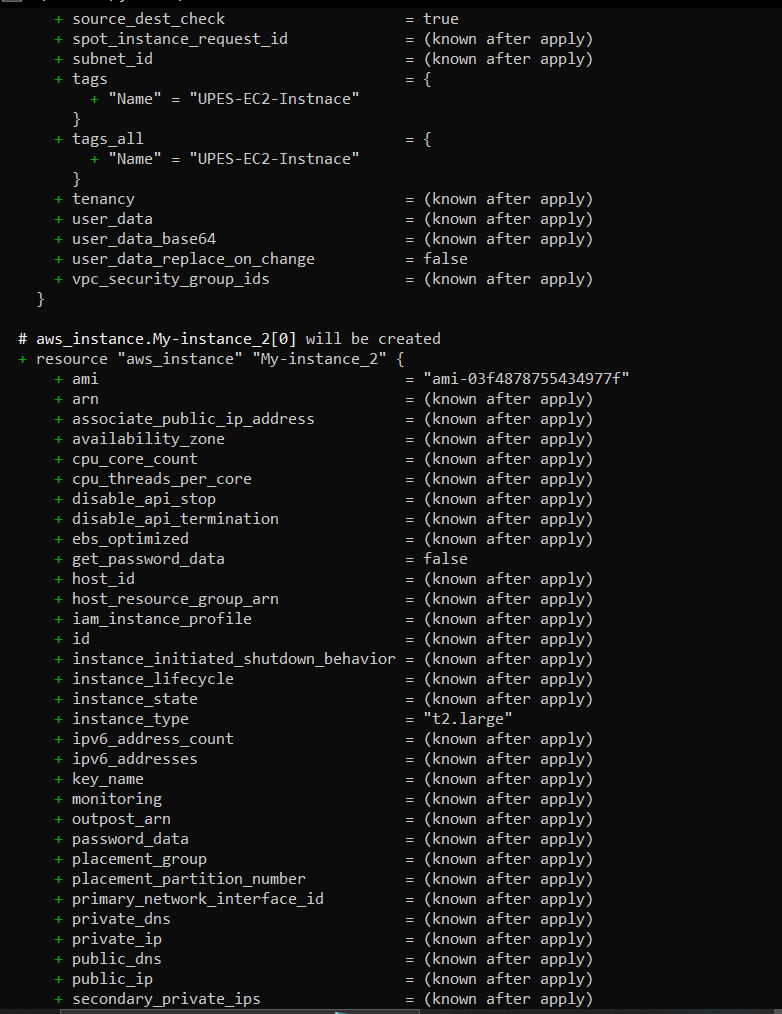 + source_dest_check = true
+ spot_instance_request_id = (known after apply)
+ subnet_id = (known after apply)
+ tags = {
+ "Name" = "UPES-EC2-Instnace"
}
+ tags_all = {
+ "Name" = "UPES-EC2-Instnace"
}
+ tenancy = (known after apply)
+ user_data = (known after apply)
+ user_data_base64 = (known after apply)
+ user_data_replace_on_change = false
+ vpc_security_group_ids = (known after apply)
}
# aws_instance.My-instance_2[0] will be created
+ resource "aws_instance" "My-instance_2" {
+ ami = "ami-03f4878755434977f"
+ arn = (known after apply)
+ associate_public_ip_address = (known after apply)
+ availability_zone = (known after apply)
+ cpu_core_count = (known after apply)
+ cpu_threads_per_core = (known after apply)
+ disable_api_stop = (known after apply)
+ disable_api_termination = (known after apply)
+ ebs_optimized = (known after apply)
+ get_password_data = false
+ host_id = (known after apply)
+ host_resource_group_arn = (known after apply)
+ iam_instance_profile = (known after apply)
+ id = (known after apply)
+ instance_initiated_shutdown_behavior = (known after apply)
+ instance_lifecycle = (known after apply)
+ instance_state = (known after apply)
+ instance_type = "t2.large"
+ ipv6_address_count = (known after apply)
+ ipv6_addresses = (known after apply)
+ key_name = (known after apply)
+ monitoring = (known after apply)
+ outpost_arn = (known after apply)
+ password_data = (known after apply)
+ placement_group = (known after apply)
+ placement_partition_number = (known after apply)
+ primary_network_interface_id = (known after apply)
+ private_dns = (known after apply)
+ private_ip = (known after apply)
+ public_dns = (known after apply)
+ public_ip = (known after apply)
+ secondary_private_ips = (known after apply)